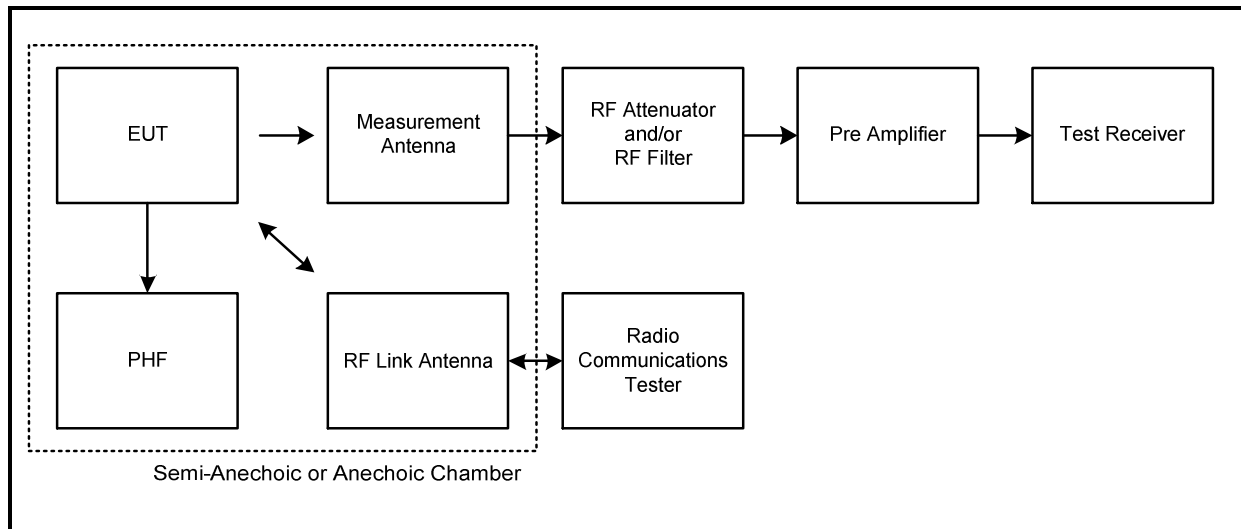 EUT
Measurement
Antenna
RF Attenuator
and/or
RF Filter
Pre Amplifier
Test Receiver
PHF
RF Link Antenna
Radio
Communications
Tester
Semi-Anechoic or Anechoic Chamber